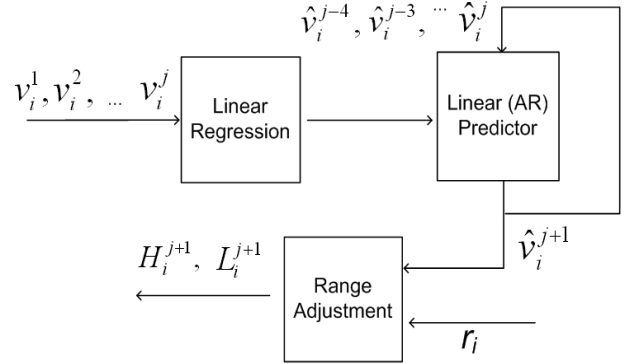 v_i^1, v_i^2, ... v_i^j
Linear
Regression
v̂_i^{j-4}, v̂_i^{j-3}, ... v̂_i^j
Linear (AR)
Predictor
v̂_i^{j+1}
H_i^{j+1}, L_i^{j+1}
Range
Adjustment
r_i